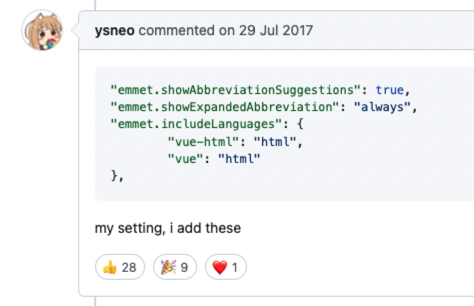 ysneo commented on 29 Jul 2017
"emmet.showAbbreviationSuggestions": true,
"emmet.showExpandedAbbreviation": "always",
"emmet.includeLanguages": {
        "vue-html": "html",
        "vue": "html"
},
my setting, i add these
👍 28 🎉 9 ❤️ 1